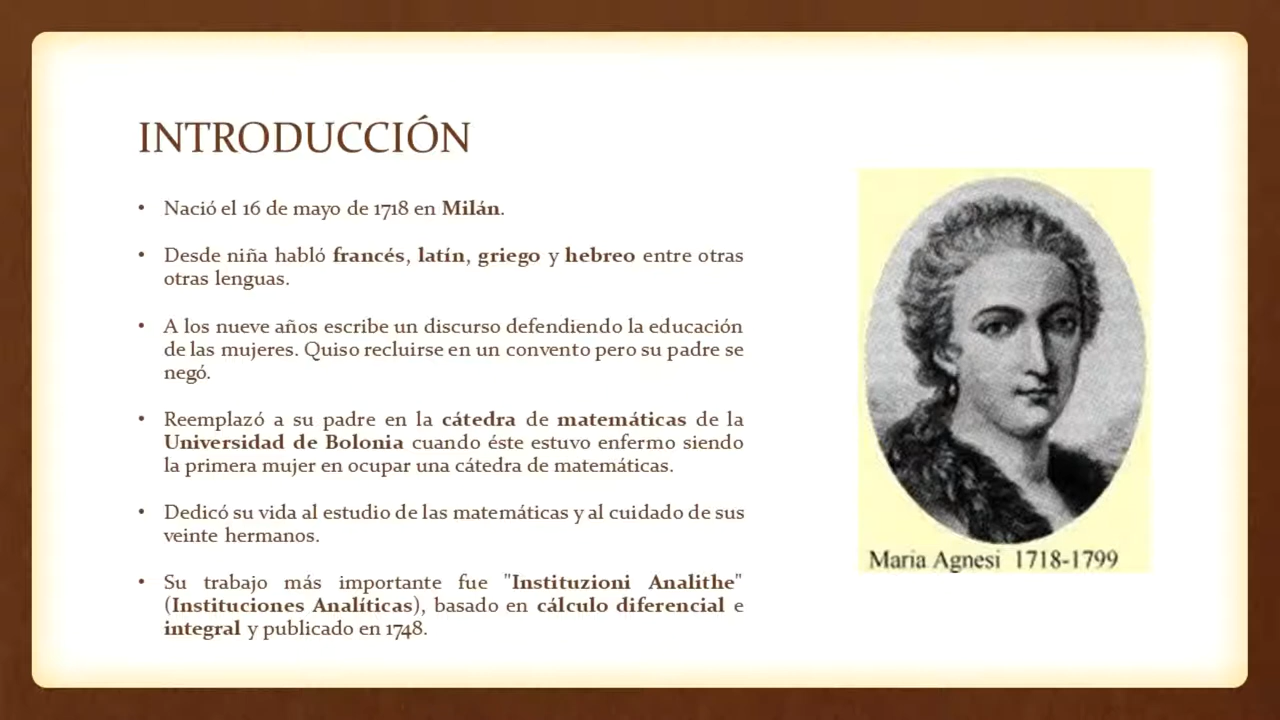 INTRODUCCIÓN
• Nació el 16 de mayo de 1718 en Milán.
• Desde niña habló francés, latín, griego y hebreo entre otras
otras lenguas.
• A los nueve años escribe un discurso defendiendo la educación
de las mujeres. Quiso recluirse en un convento pero su padre se
negó.
• Reemplazó a su padre en la cátedra de matemáticas de la
Universidad de Bolonia cuando éste estuvo enfermo siendo
la primera mujer en ocupar una cátedra de matemáticas.
• Dedicó su vida al estudio de las matemáticas y al cuidado de sus
veinte hermanos.
• Su trabajo más importante fue "Instituzioni Analithe"
(Instituciones Analíticas), basado en cálculo diferencial e
integral y publicado en 1748.
Maria Agnesi 1718-1799